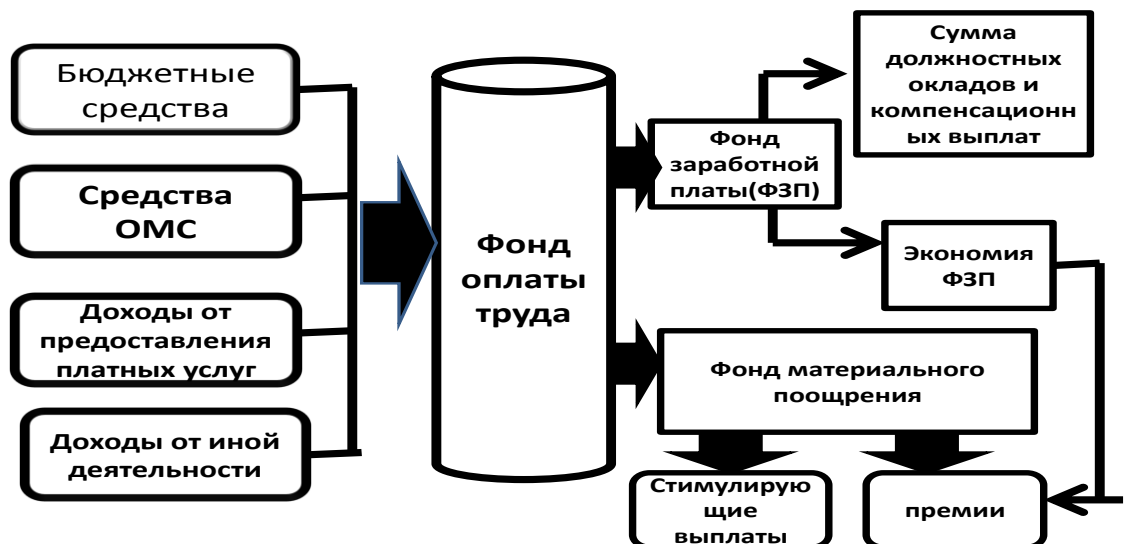 Бюджетные
средства
Средства
ОМС
Доходы от
предоставления
платных услуг
Доходы от иной
деятельности
Фонд
оплаты
труда
Фонд
заработной
платы(ФЗП)
Сумма
должностных
окладов и
компенсационн
ых выплат
Экономия
ФЗП
Фонд материального
поощрения
Стимулирую
щие
выплаты
премии